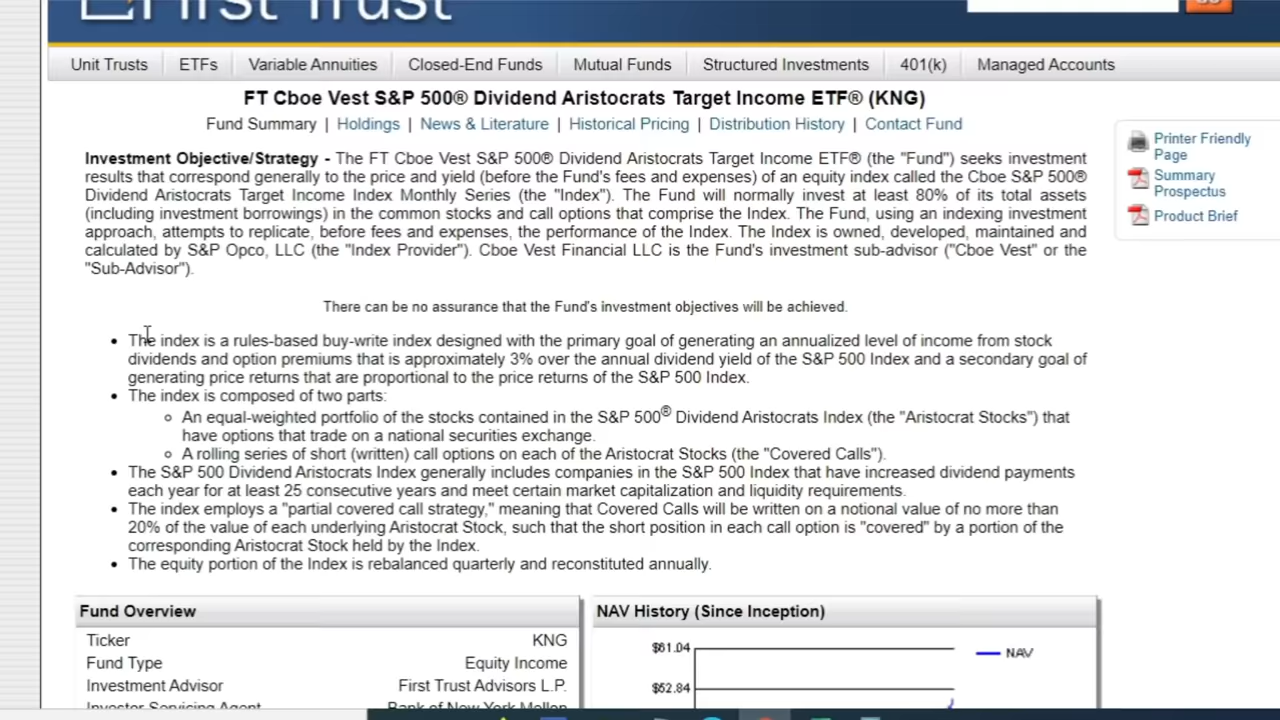 First Trust
GO
Unit Trusts ETFs Variable Annuities Closed-End Funds Mutual Funds Structured Investments 401(k) Managed Accounts
FT Cboe Vest S&P 500® Dividend Aristocrats Target Income ETF® (KNG)
Fund Summary | Holdings | News & Literature | Historical Pricing | Distribution History | Contact Fund
Investment Objective/Strategy - The FT Cboe Vest S&P 500® Dividend Aristocrats Target Income ETF® (the "Fund") seeks investment
results that correspond generally to the price and yield (before the Fund's fees and expenses) of an equity index called the Cboe S&P 500®
Dividend Aristocrats Target Income Index Monthly Series (the "Index"). The Fund will normally invest at least 80% of its total assets
(including investment borrowings) in the common stocks and call options that comprise the Index. The Fund, using an indexing investment
approach, attempts to replicate, before fees and expenses, the performance of the Index. The Index is owned, developed, maintained and
calculated by S&P Opco, LLC (the "Index Provider"). Cboe Vest Financial LLC is the Fund's investment sub-advisor ("Cboe Vest" or the
"Sub-Advisor").
Printer Friendly
Page
Summary
Prospectus
Product Brief
There can be no assurance that the Fund's investment objectives will be achieved.
• The index is a rules-based buy-write index designed with the primary goal of generating an annualized level of income from stock
dividends and option premiums that is approximately 3% over the annual dividend yield of the S&P 500 Index and a secondary goal of
generating price returns that are proportional to the price returns of the S&P 500 Index.
• The index is composed of two parts:
An equal-weighted portfolio of the stocks contained in the S&P 500® Dividend Aristocrats Index (the "Aristocrat Stocks") that
have options that trade on a national securities exchange.
A rolling series of short (written) call options on each of the Aristocrat Stocks (the "Covered Calls").
• The S&P 500 Dividend Aristocrats Index generally includes companies in the S&P 500 Index that have increased dividend payments
each year for at least 25 consecutive years and meet certain market capitalization and liquidity requirements.
• The index employs a "partial covered call strategy," meaning that Covered Calls will be written on a notional value of no more than
20% of the value of each underlying Aristocrat Stock, such that the short position in each call option is "covered" by a portion of the
corresponding Aristocrat Stock held by the Index.
• The equity portion of the Index is rebalanced quarterly and reconstituted annually.
Fund Overview
Ticker KNG
Fund Type Equity Income
Investment Advisor First Trust Advisors L.P.
Investor Servicing Agent Bank of New York Mellon
NAV History (Since Inception)
$61.04
NAV
$52.84